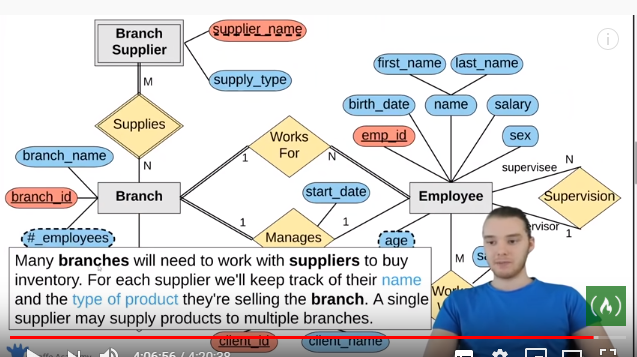 Branch
Supplier
supplier_name
supply_type
M
Supplies
N
first_name
last_name
birth_date
name
salary
emp_id
sex
branch_name
branch_id
Branch
#_employees
Works
For
1
N
start_date
1
1
Manages
Employee
age
supervisee
N
Supervision
1
M
Many branches will need to work with suppliers to buy
inventory. For each supplier we'll keep track of their name
and the type of product they're selling the branch. A single
supplier may supply products to multiple branches.
client_id
client_name
4:06:56 / 4:20:38